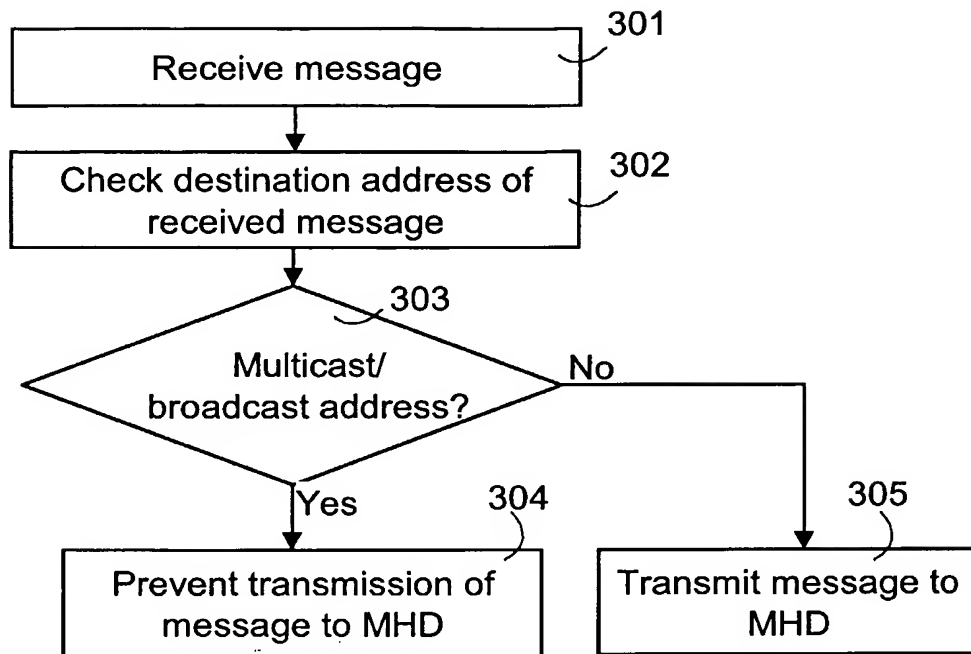 301
Receive message
302
Check destination address of
received message
303
Multicast/
broadcast address?
No
Yes
304
Prevent transmission of
message to MHD
305
Transmit message to
MHD